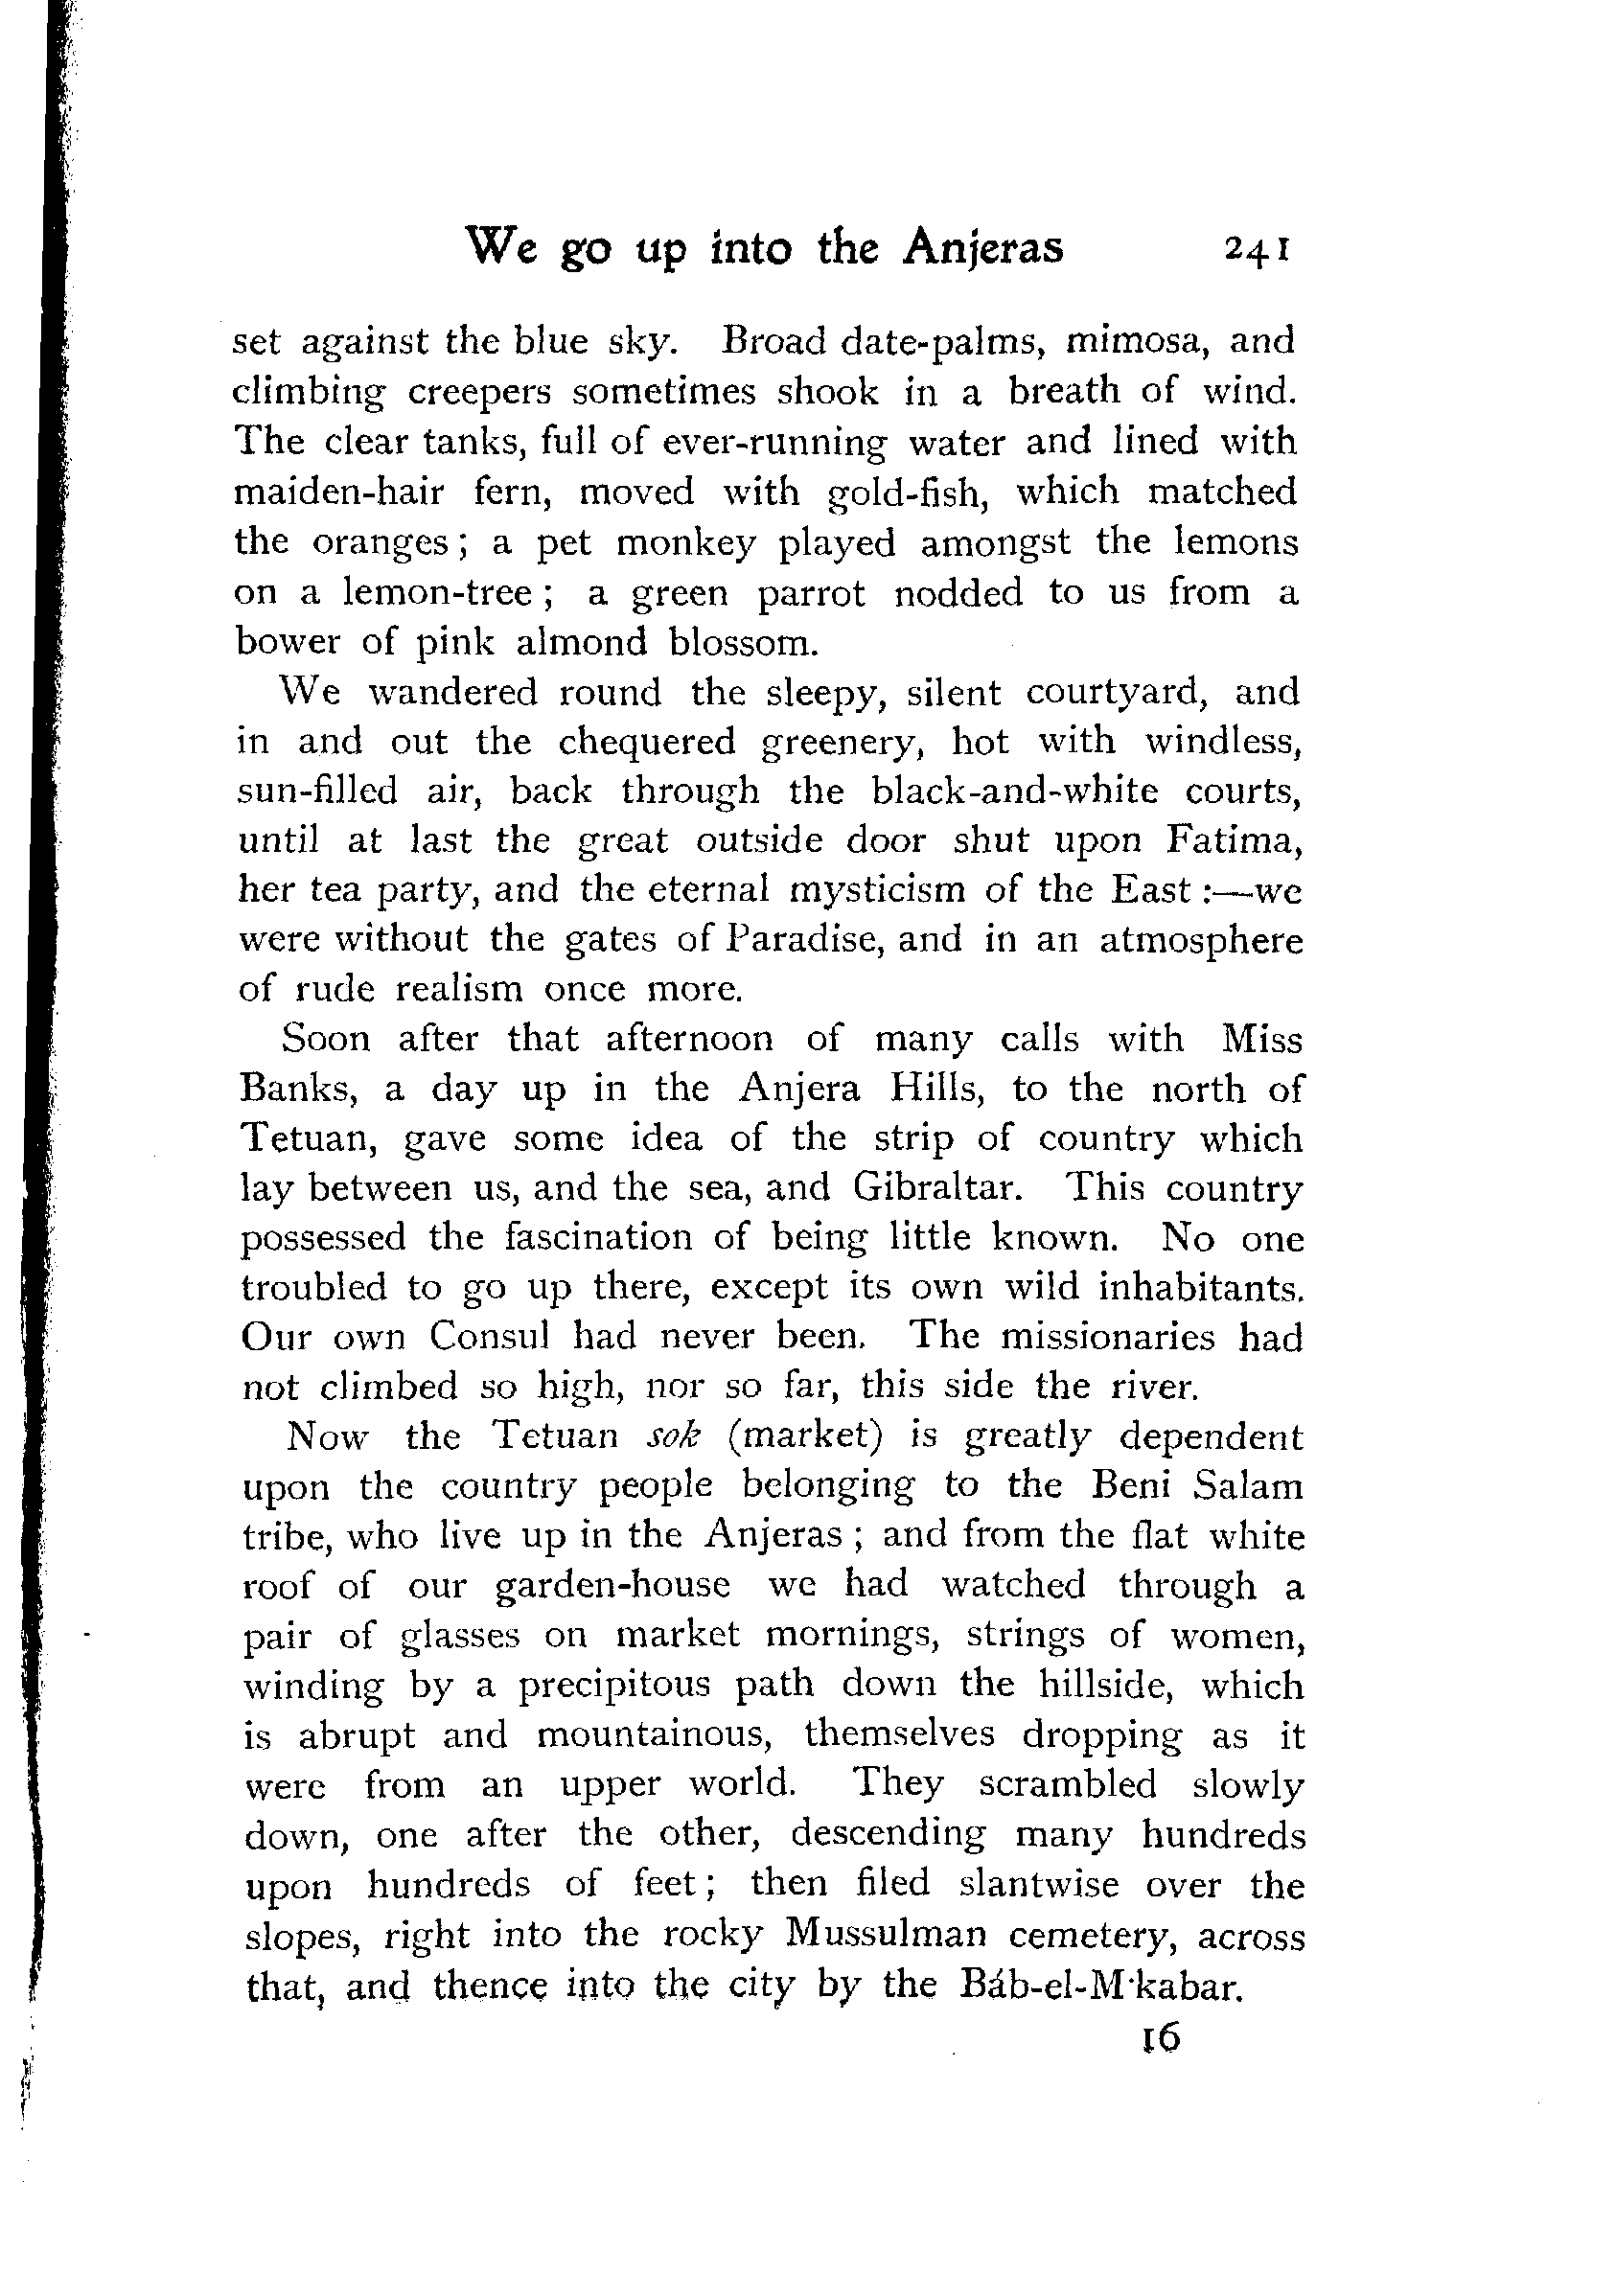 We go up into the Anjeras 241
set against the blue sky. Broad date-palms, mimosa, and
climbing creepers sometimes shook in a breath of wind.
The clear tanks, full of ever-running water and lined with
maiden-hair fern, moved with gold-fish, which matched
the oranges; a pet monkey played amongst the lemons
on a lemon-tree; a green parrot nodded to us from a
bower of pink almond blossom.
We wandered round the sleepy, silent courtyard, and
in and out the chequered greenery, hot with windless,
sun-filled air, back through the black-and-white courts,
until at last the great outside door shut upon Fatima,
her tea party, and the eternal mysticism of the East:—we
were without the gates of Paradise, and in an atmosphere
of rude realism once more.
Soon after that afternoon of many calls with Miss
Banks, a day up in the Anjera Hills, to the north of
Tetuan, gave some idea of the strip of country which
lay between us, and the sea, and Gibraltar. This country
possessed the fascination of being little known. No one
troubled to go up there, except its own wild inhabitants.
Our own Consul had never been. The missionaries had
not climbed so high, nor so far, this side the river.
Now the Tetuan sok (market) is greatly dependent
upon the country people belonging to the Beni Salam
tribe, who live up in the Anjeras; and from the flat white
roof of our garden-house we had watched through a
pair of glasses on market mornings, strings of women,
winding by a precipitous path down the hillside, which
is abrupt and mountainous, themselves dropping as it
were from an upper world. They scrambled slowly
down, one after the other, descending many hundreds
upon hundreds of feet; then filed slantwise over the
slopes, right into the rocky Mussulman cemetery, across
that, and thence into the city by the Báb-el-M'kabar.
16